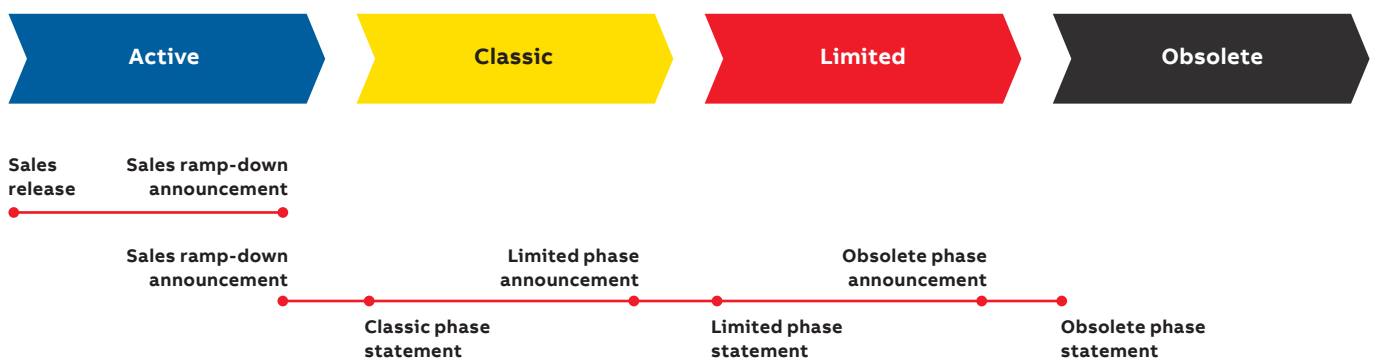 Active
Classic
Limited
Obsolete
Sales
release
Sales ramp-down
announcement
Sales ramp-down
announcement
Limited phase
announcement
Obsolete phase
announcement
Classic phase
statement
Limited phase
statement
Obsolete phase
statement